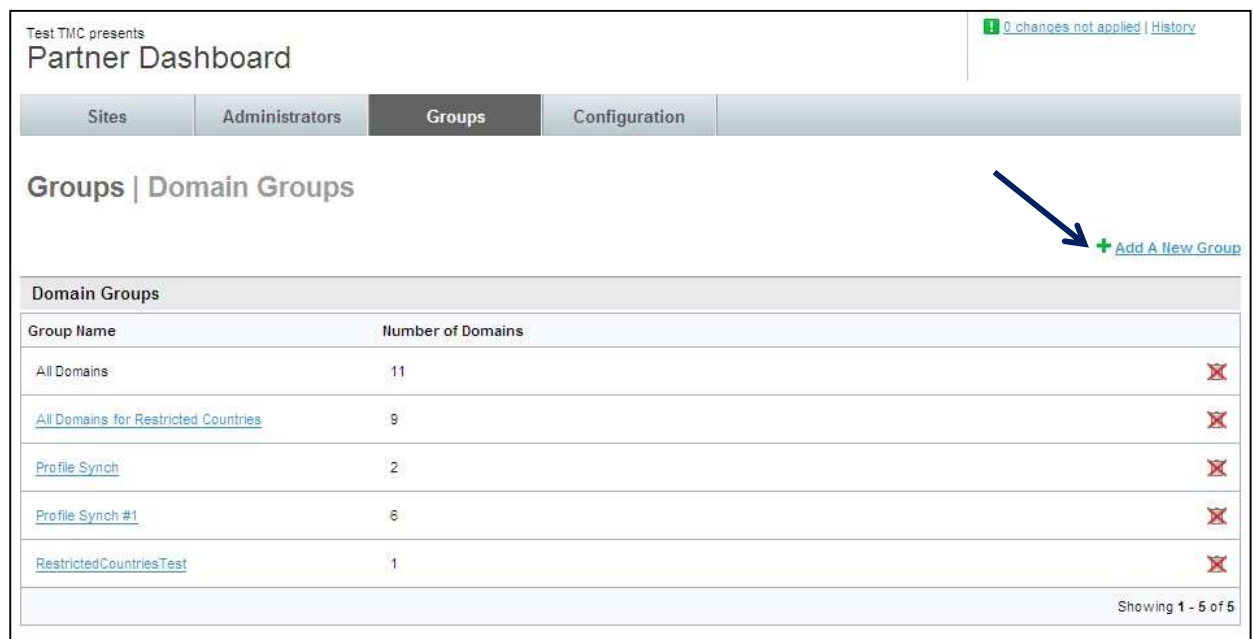 Test TMC presents
Partner Dashboard
! 0 changes not applied | History
Sites Administrators Groups Configuration
Groups | Domain Groups
+ Add A New Group
Domain Groups
Group Name Number of Domains
All Domains 11
All Domains for Restricted Countries 9
Profile Synch 2
Profile Synch #1 6
RestrictedCountriesTest 1
Showing 1 - 5 of 5